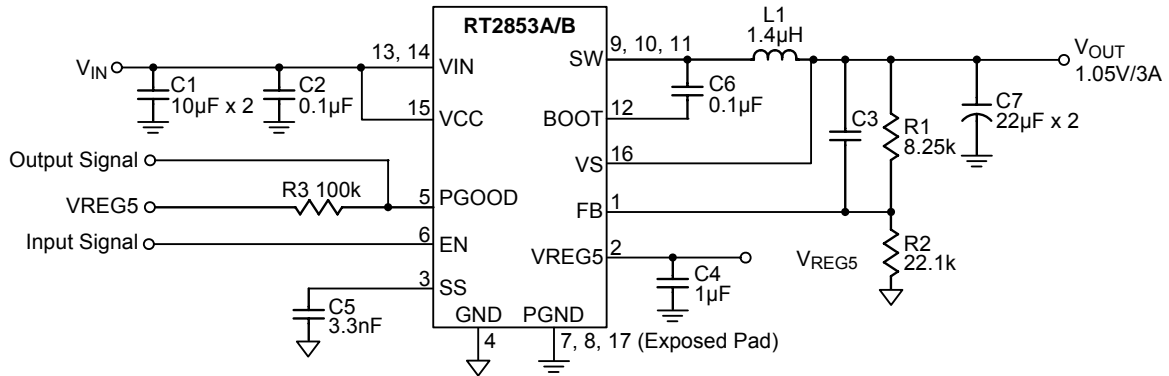 RT2853A/B
V_IN
C1
10µF x 2
C2
0.1µF
13, 14
VIN
15
VCC
Output Signal
VREG5
R3 100k
5
PGOOD
Input Signal
6
EN
3
SS
C5
3.3nF
GND
4
PGND
7, 8, 17 (Exposed Pad)
SW
9, 10, 11
L1
1.4µH
C6
0.1µF
BOOT
12
VS
16
FB
1
VREG5
2
C4
1µF
V_REG5
C3
R1
8.25k
R2
22.1k
C7
22µF x 2
V_OUT
1.05V/3A